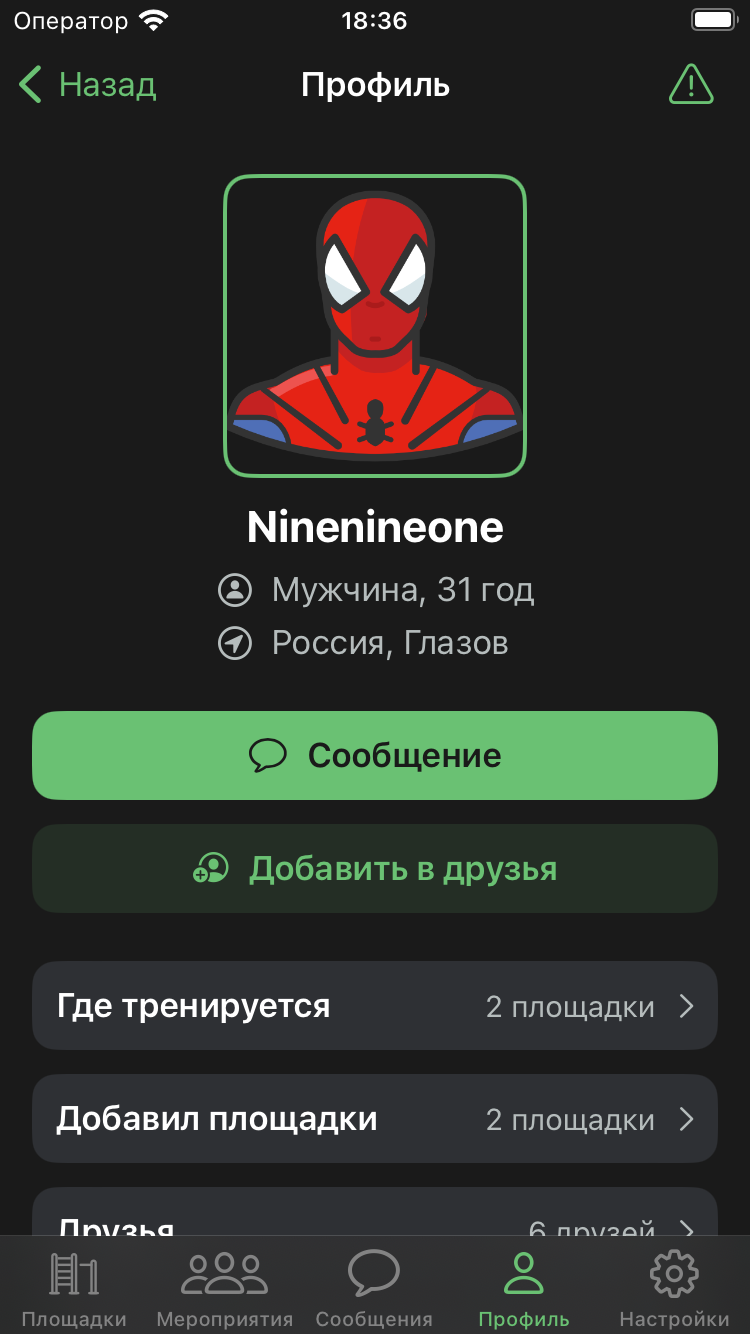 Оператор 18:36
Назад Профиль
Ninenineone
Мужчина, 31 год
Россия, Глазов
Сообщение
Добавить в друзья
Где тренируется 2 площадки
Добавил площадки 2 площадки
Друзья 6 друзей
Площадки Мероприятия Сообщения Профиль Настройки